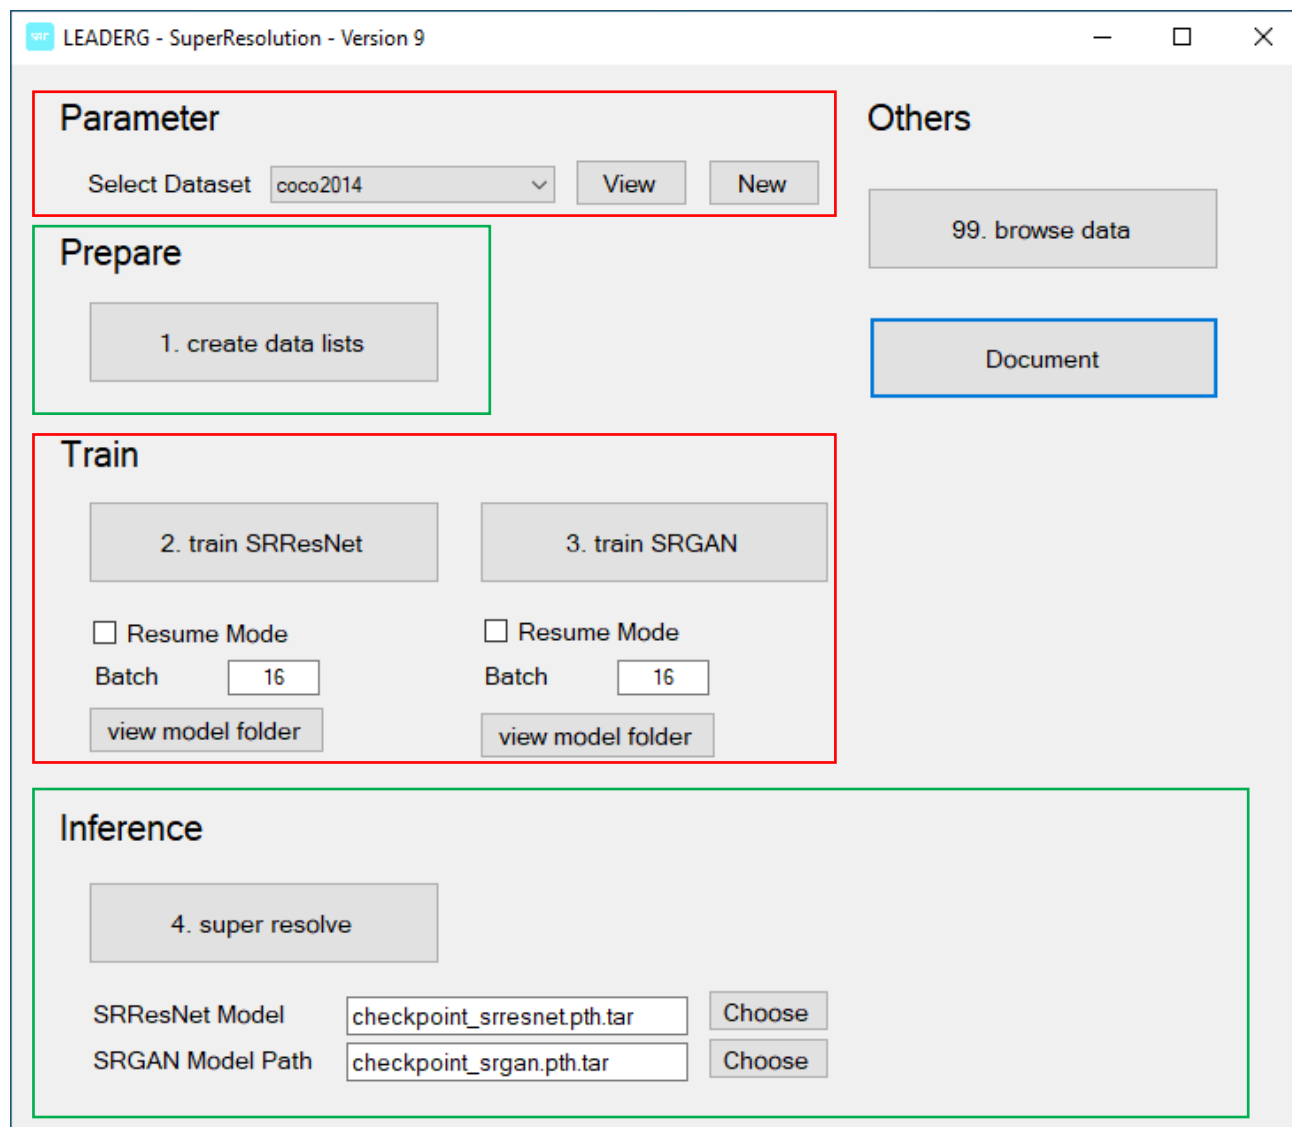 LEADERG - SuperResolution - Version 9
Parameter
Select Dataset coco2014 View New
Prepare
1. create data lists
Train
2. train SRResNet 3. train SRGAN
Resume Mode Resume Mode
Batch 16 Batch 16
view model folder view model folder
Inference
4. super resolve
SRResNet Model checkpoint_srresnet.pth.tar Choose
SRGAN Model Path checkpoint_srgan.pth.tar Choose
Others
99. browse data
Document